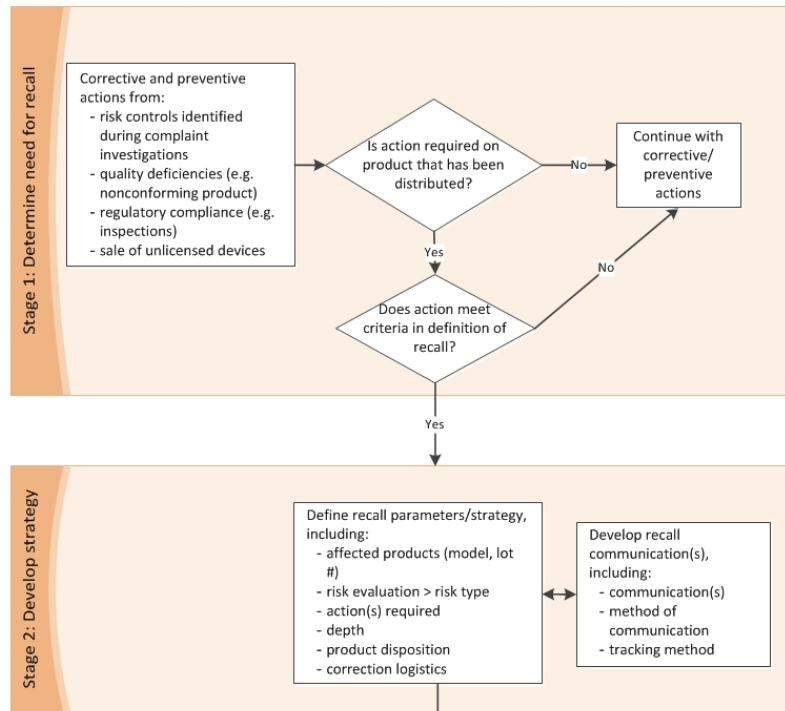 Stage 1: Determine need for recall
Corrective and preventive
actions from:
- risk controls identified
during complaint
investigations
- quality deficiencies (e.g.
nonconforming product)
- regulatory compliance (e.g.
inspections)
- sale of unlicensed devices
Is action required on
product that has been
distributed?
No
Continue with
corrective/
preventive
actions
Yes
No
Does action meet
criteria in definition of
recall?
Yes
Stage 2: Develop strategy
Define recall parameters/strategy,
including:
- affected products (model, lot
#)
- risk evaluation > risk type
- action(s) required
- depth
- product disposition
- correction logistics
Develop recall
communication(s),
including:
- communication(s)
- method of
communication
- tracking method